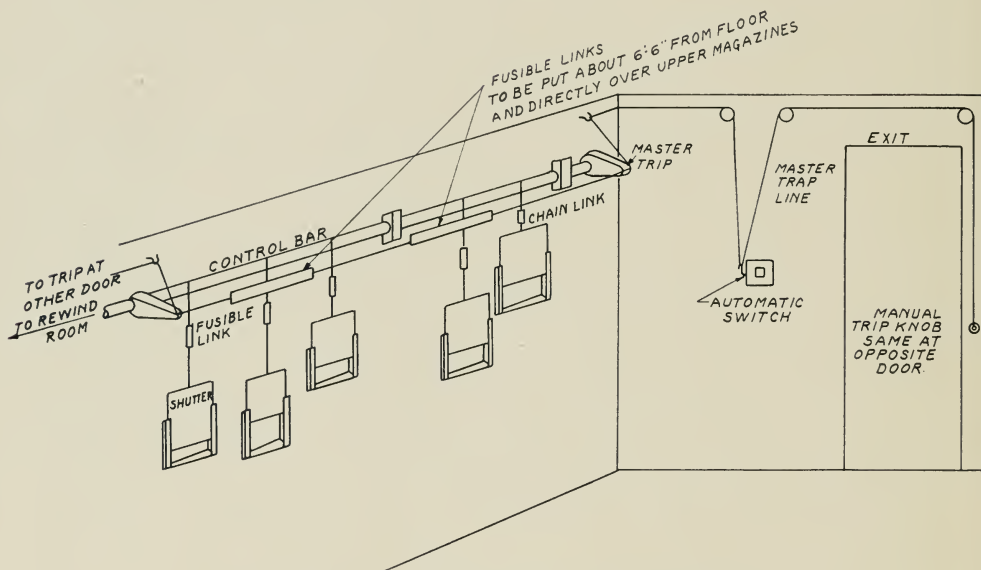 FUSIBLE LINKS
TO BE PUT ABOUT 6'-6" FROM FLOOR
AND DIRECTLY OVER UPPER MAGAZINES
MASTER
TRIP
EXIT
MASTER
TRAP
LINE
CHAIN LINK
CONTROL BAR
TO TRIP AT
OTHER DOOR
TO REWIND
ROOM
FUSIBLE
LINK
AUTOMATIC
SWITCH
MANUAL
TRIP KNOB
SAME AT
OPPOSITE
DOOR.
SHUTTER